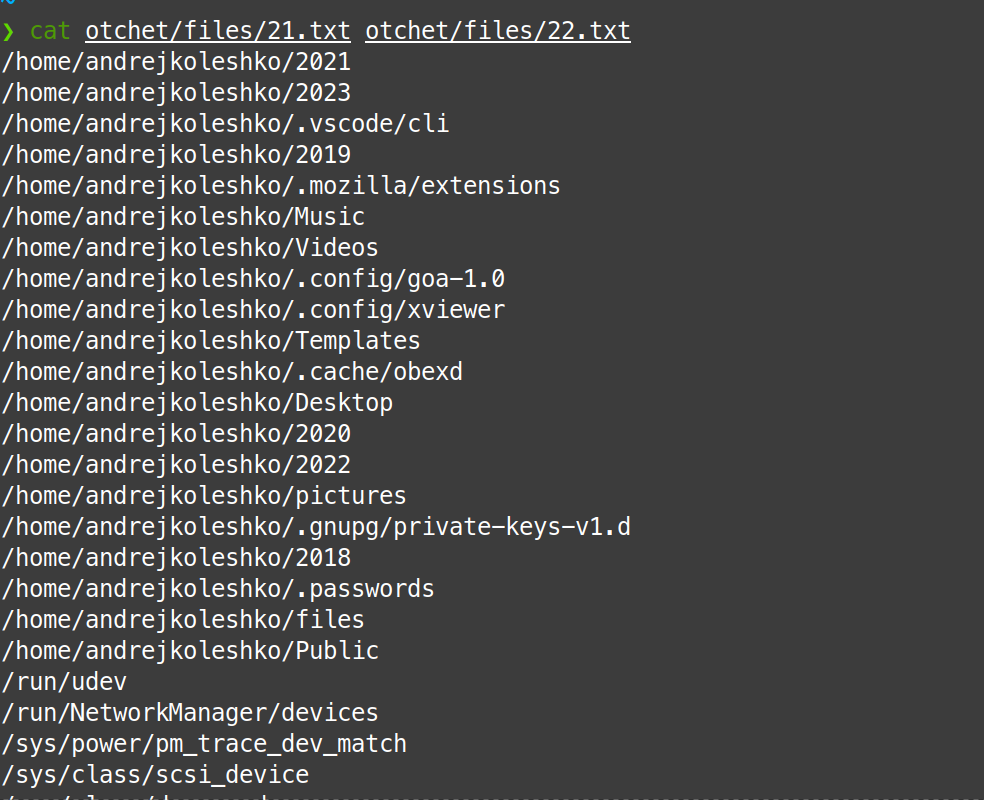 ❯ cat otchet/files/21.txt otchet/files/22.txt
/home/andrejkoleshko/2021
/home/andrejkoleshko/2023
/home/andrejkoleshko/.vscode/cli
/home/andrejkoleshko/2019
/home/andrejkoleshko/.mozilla/extensions
/home/andrejkoleshko/Music
/home/andrejkoleshko/Videos
/home/andrejkoleshko/.config/goa-1.0
/home/andrejkoleshko/.config/xviewer
/home/andrejkoleshko/Templates
/home/andrejkoleshko/.cache/obexd
/home/andrejkoleshko/Desktop
/home/andrejkoleshko/2020
/home/andrejkoleshko/2022
/home/andrejkoleshko/pictures
/home/andrejkoleshko/.gnupg/private-keys-v1.d
/home/andrejkoleshko/2018
/home/andrejkoleshko/.passwords
/home/andrejkoleshko/files
/home/andrejkoleshko/Public
/run/udev
/run/NetworkManager/devices
/sys/power/pm_trace_dev_match
/sys/class/scsi_device